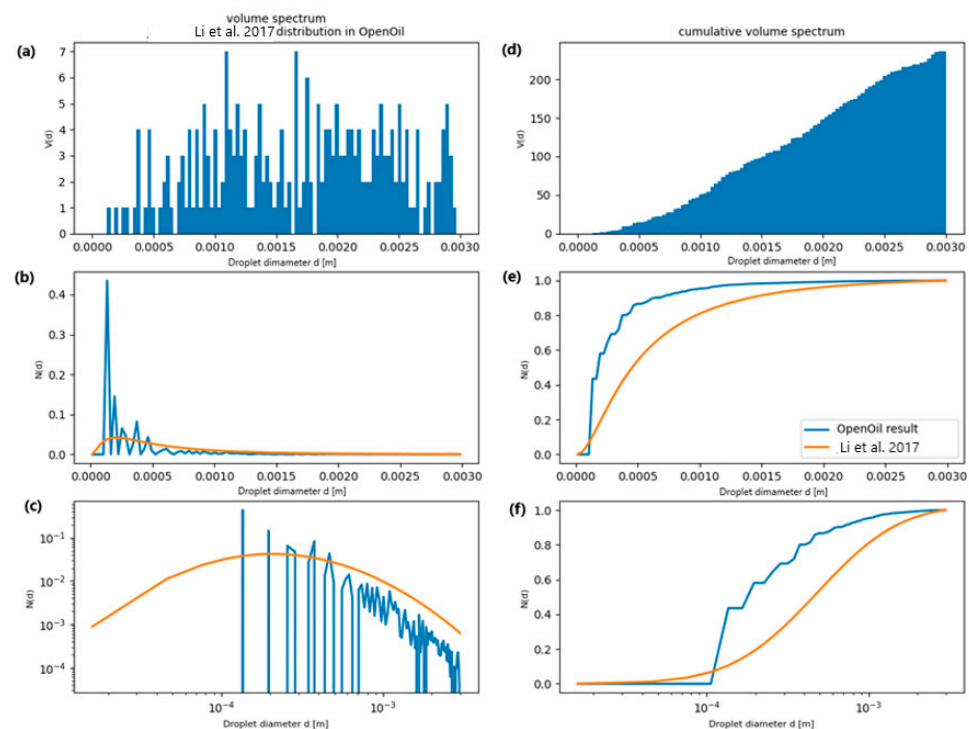 volume spectrum
Li et al. 2017 distribution in OpenOil
cumulative volume spectrum
(a)
7
6
5
4
3
2
1
0
V(d)
0.0000 0.0005 0.0010 0.0015 0.0020 0.0025 0.0030
Droplet dimameter d [m]
(d)
200
150
100
50
0
V(d)
0.0000 0.0005 0.0010 0.0015 0.0020 0.0025 0.0030
Droplet dimameter d [m]
(b)
0.4
0.3
0.2
0.1
0.0
N(d)
0.0000 0.0005 0.0010 0.0015 0.0020 0.0025 0.0030
Droplet dimameter d [m]
(e)
1.0
0.8
0.6
0.4
0.2
0.0
N(d)
OpenOil result
Li et al. 2017
0.0000 0.0005 0.0010 0.0015 0.0020 0.0025 0.0030
Droplet dimameter d [m]
(c)
10⁻¹
10⁻²
10⁻³
10⁻⁴
N(d)
10⁻⁴ 10⁻³
Droplet diameter d [m]
(f)
1.0
0.8
0.6
0.4
0.2
0.0
N(d)
10⁻⁴ 10⁻³
Droplet diameter d [m]